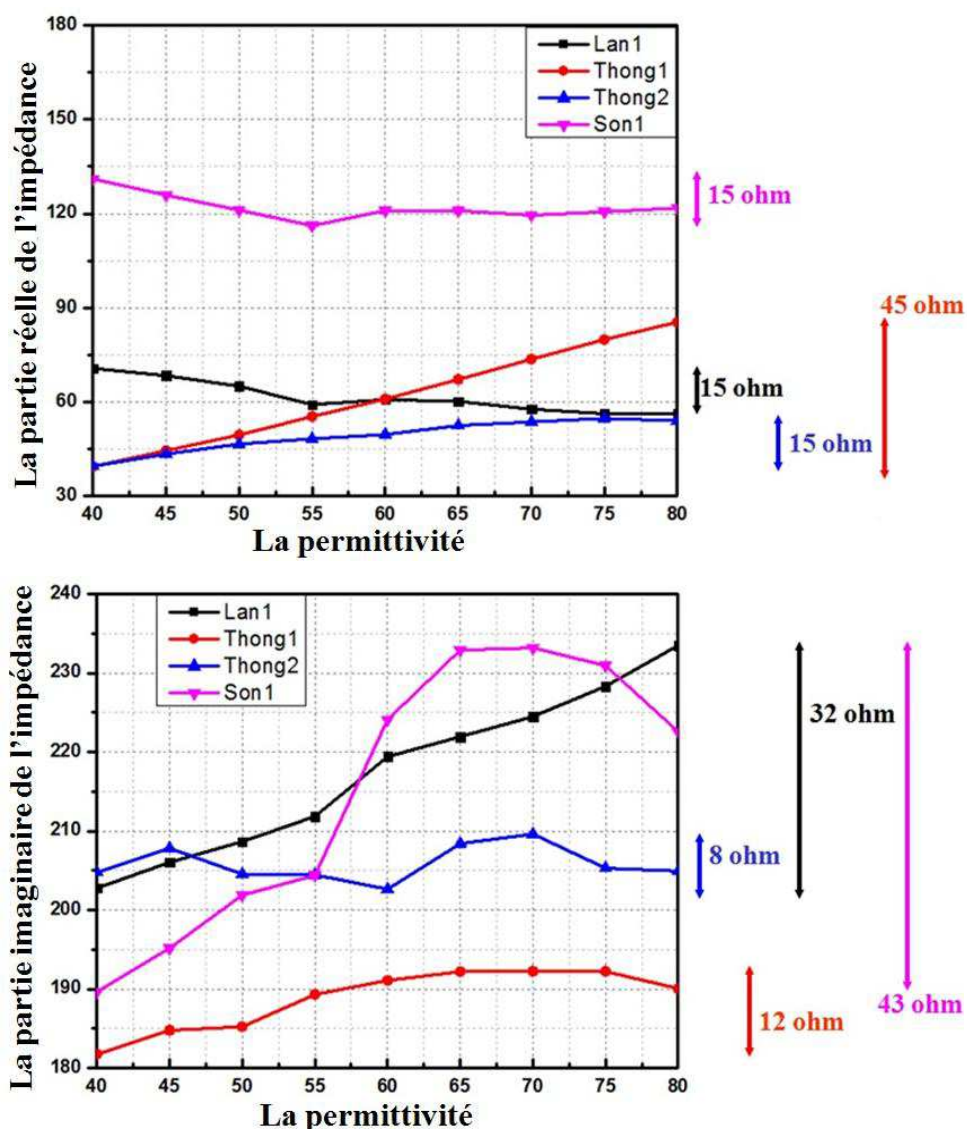 La partie réelle de l'impédance
180
150
120
90
60
30
Lan1
Thong1
Thong2
Son1
15 ohm
45 ohm
15 ohm
15 ohm
40 45 50 55 60 65 70 75 80
La permittivité
La partie imaginaire de l'impédance
240
230
220
210
200
190
180
Lan1
Thong1
Thong2
Son1
32 ohm
8 ohm
43 ohm
12 ohm
40 45 50 55 60 65 70 75 80
La permittivité